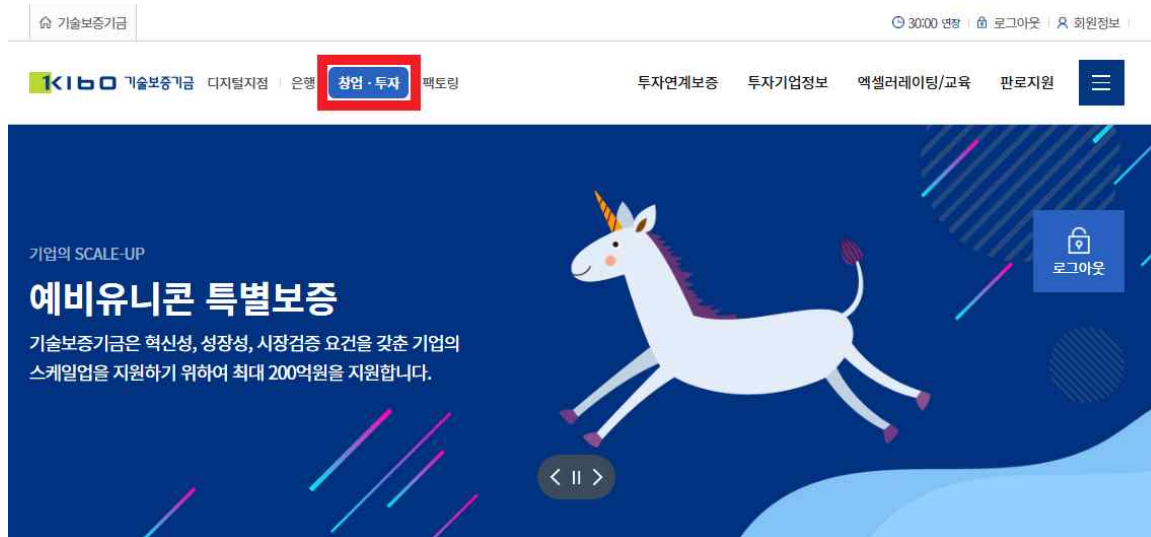 기술보증기금
30:00 연장 로그아웃 회원정보
KIBO 기술보증기금 디지털지점 은행 창업·투자 팩토링 투자연계보증 투자기업정보 엑셀러레이팅/교육 판로지원
기업의 SCALE-UP
예비유니콘 특별보증
기술보증기금은 혁신성, 성장성, 시장검증 요건을 갖춘 기업의
스케일업을 지원하기 위하여 최대 200억원을 지원합니다.
로그아웃